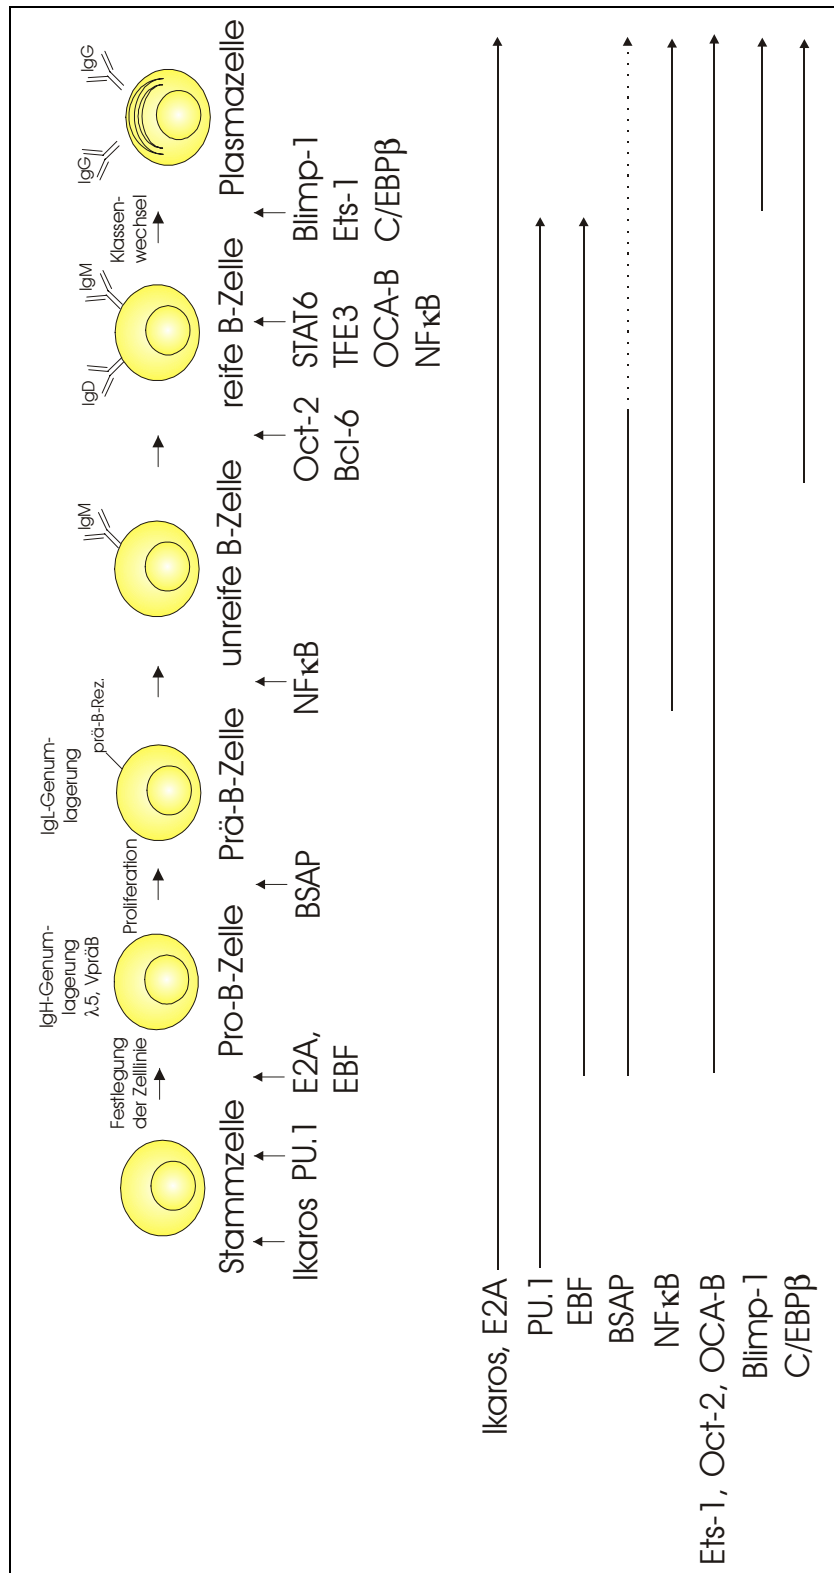 IgH-Genum-
lagerung
λ5, VpräB
IgL-Genum-
lagerung
prä-B-Rez.
IgM
IgD
IgM
IgG
IgG
Festlegung
der Zelllinie
Proliferation
Klassen-
wechsel
Stammzelle
Pro-B-Zelle
Prä-B-Zelle
unreife B-Zelle
reife B-Zelle
Plasmazelle
Ikaros
PU.1
E2A,
EBF
BSAP
NFκB
Oct-2
Bcl-6
STAT6
TFE3
OCA-B
NFκB
Blimp-1
Ets-1
C/EBPβ
Ikaros, E2A
PU.1
EBF
BSAP
NFκB
Ets-1, Oct-2, OCA-B
Blimp-1
C/EBPβ